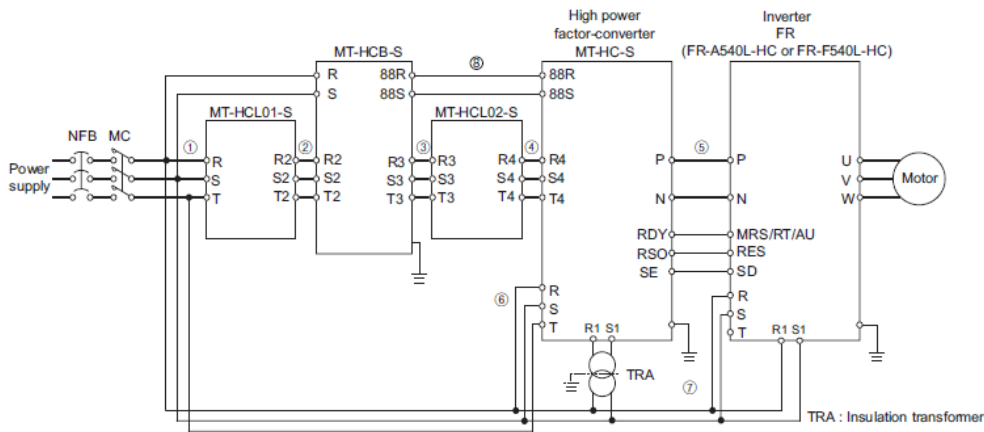 High power
factor-converter
MT-HC-S
Inverter
FR
(FR-A540L-HC or FR-F540L-HC)
MT-HCB-S
R 88R ⑧ 88R
S 88S 88S
MT-HCL01-S
MT-HCL02-S
NFB MC
Power
supply
① R R2 ② R2 R3 ③ R3 R4 ④ R4 P ⑤ P U
S S2 S2 S3 S3 S4 S4 V
T T2 T2 T3 T3 T4 T4 N N W
Motor
RDY MRS/RT/AU
RSO RES
SE SD
⑥ R R
S S
T T
R1 S1
R1 S1
TRA
⑦
TRA : Insulation transformer